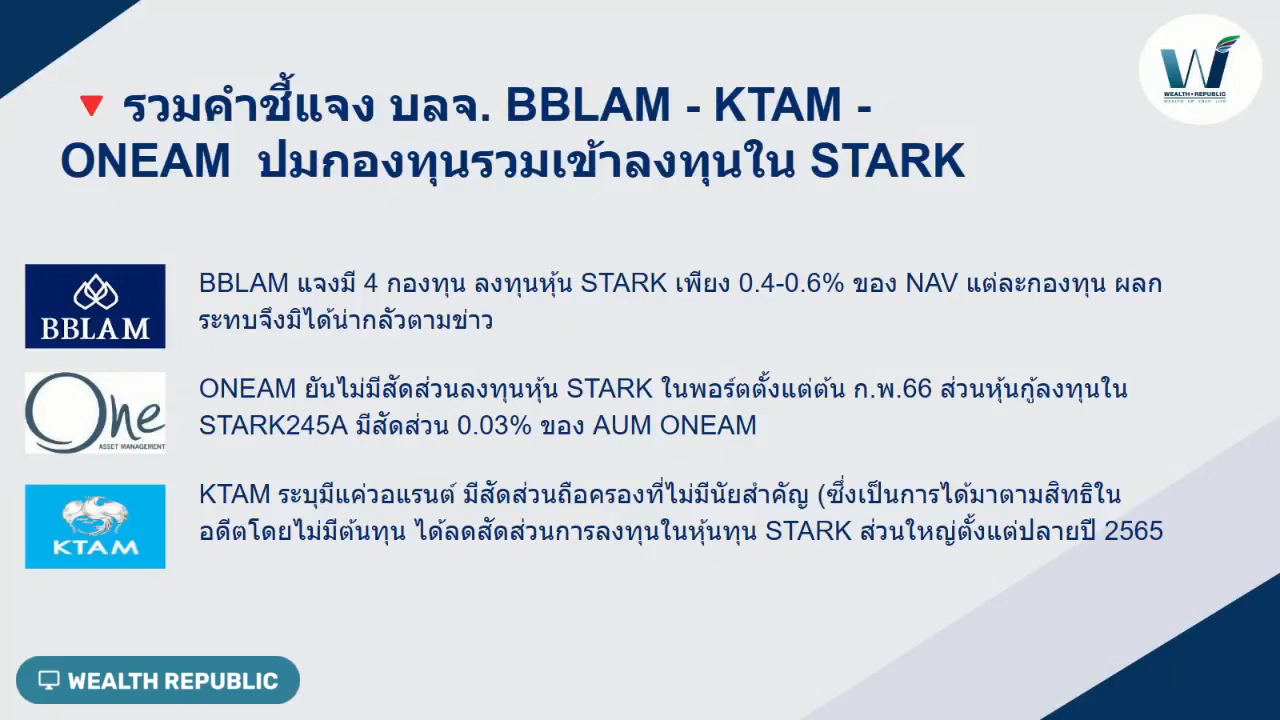 WEALTH•REPUBLIC
🔻รวมคำชี้แจง บลจ. BBLAM - KTAM -
ONEAM ปมกองทุนรวมเข้าลงทุนใน STARK
BBLAM
BBLAM แจงมี 4 กองทุน ลงทุนหุ้น STARK เพียง 0.4-0.6% ของ NAV แต่ละกองทุน ผลก
ระทบจึงมิได้น่ากลัวตามข่าว
One
ASSET MANAGEMENT
ONEAM ยันไม่มีสัดส่วนลงทุนหุ้น STARK ในพอร์ตตั้งแต่ต้น ก.พ.66 ส่วนหุ้นกู้ลงทุนใน
STARK245A มีสัดส่วน 0.03% ของ AUM ONEAM
KTAM
KTAM ระบุมีแค่วอแรนต์ มีสัดส่วนถือครองที่ไม่มีนัยสำคัญ (ซึ่งเป็นการได้มาตามสิทธิใน
อดีตโดยไม่มีต้นทุน ได้ลดสัดส่วนการลงทุนในหุ้นทุน STARK ส่วนใหญ่ตั้งแต่ปลายปี 2565
WEALTH REPUBLIC